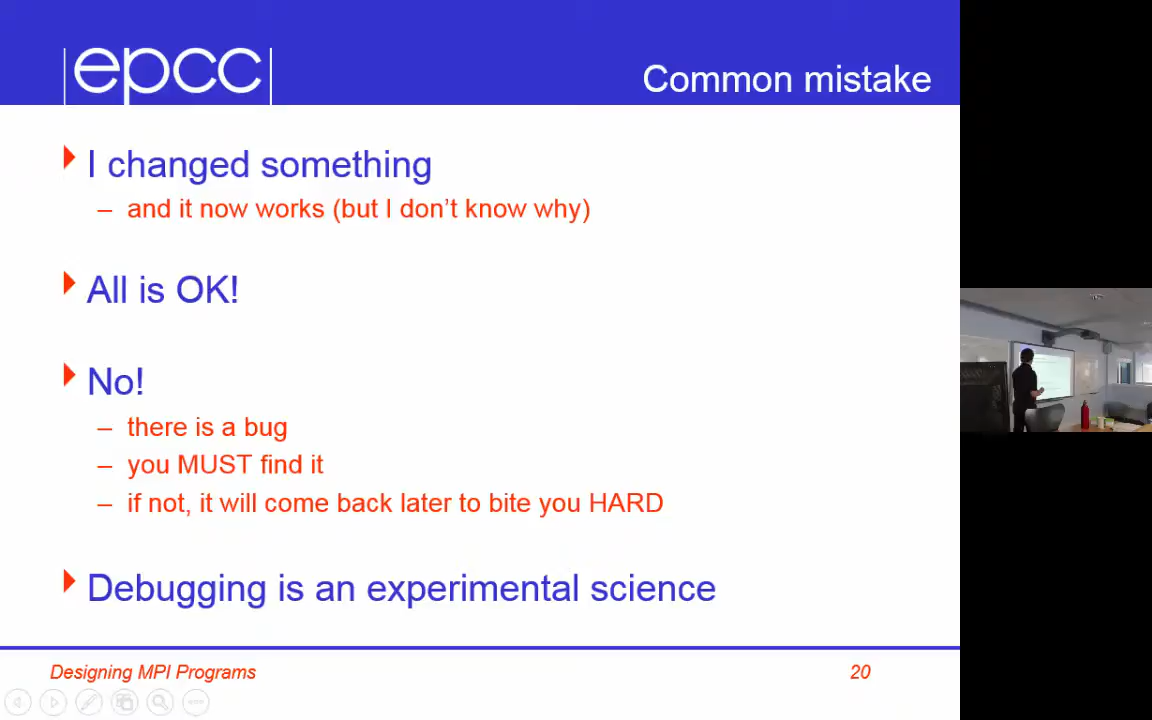 epcc
Common mistake
I changed something
– and it now works (but I don’t know why)
All is OK!
No!
– there is a bug
– you MUST find it
– if not, it will come back later to bite you HARD
Debugging is an experimental science
Designing MPI Programs
20